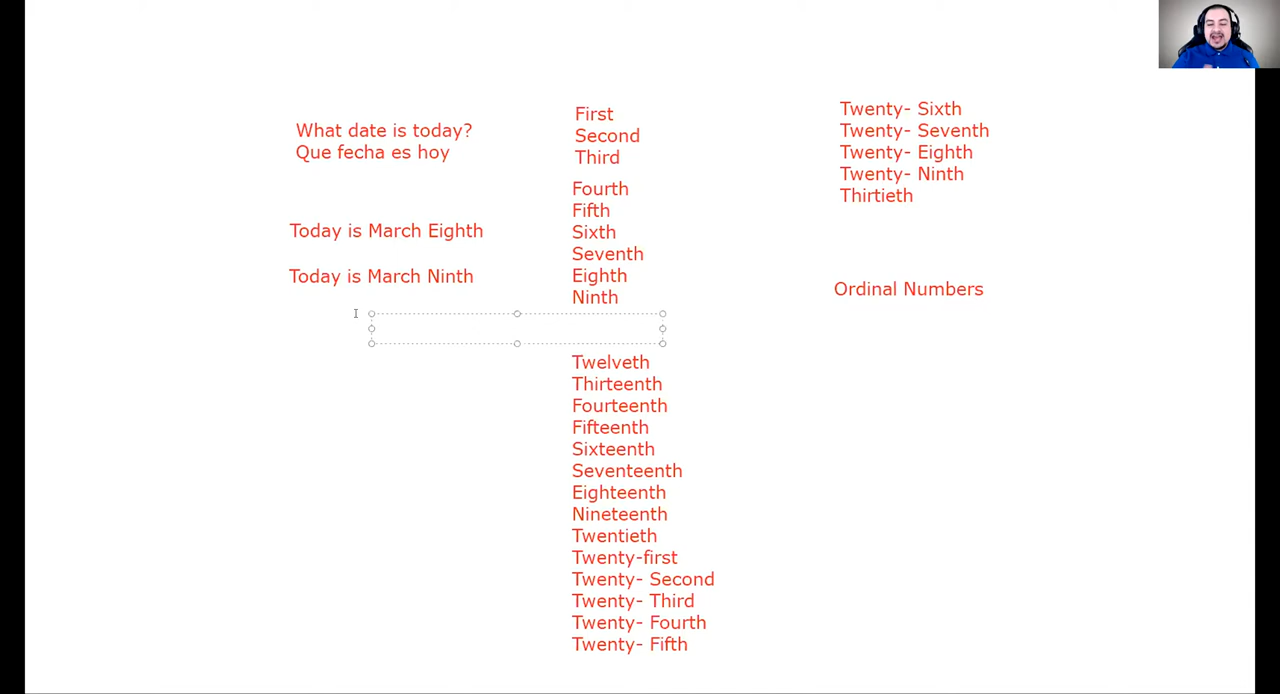 What date is today?
Que fecha es hoy
Today is March Eighth
Today is March Ninth
First
Second
Third
Fourth
Fifth
Sixth
Seventh
Eighth
Ninth
Twelveth
Thirteenth
Fourteenth
Fifteenth
Sixteenth
Seventeenth
Eighteenth
Nineteenth
Twentieth
Twenty-first
Twenty- Second
Twenty- Third
Twenty- Fourth
Twenty- Fifth
Twenty- Sixth
Twenty- Seventh
Twenty- Eighth
Twenty- Ninth
Thirtieth
Ordinal Numbers